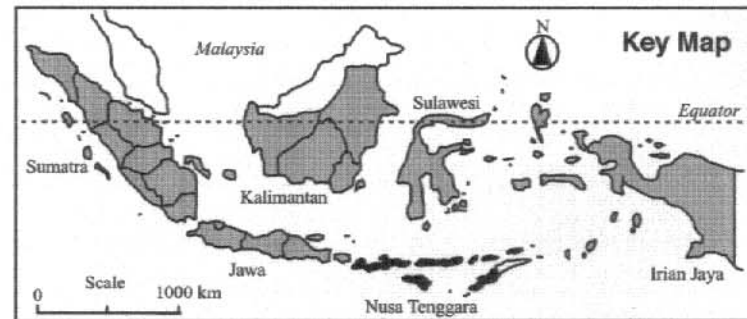 N
Malaysia
Key Map
Sulawesi
Equator
Sumatra
Kalimantan
Jawa
Irian Jaya
Scale
0 1000 km
Nusa Tenggara